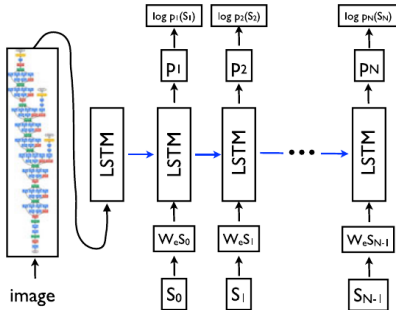 log p₁(S₁) log p₂(S₂) log pN(SN)
p₁ p₂ pN
LSTM LSTM LSTM ••• LSTM
WeS₀ WeS₁ WeSN-1
image S₀ S₁ SN-1